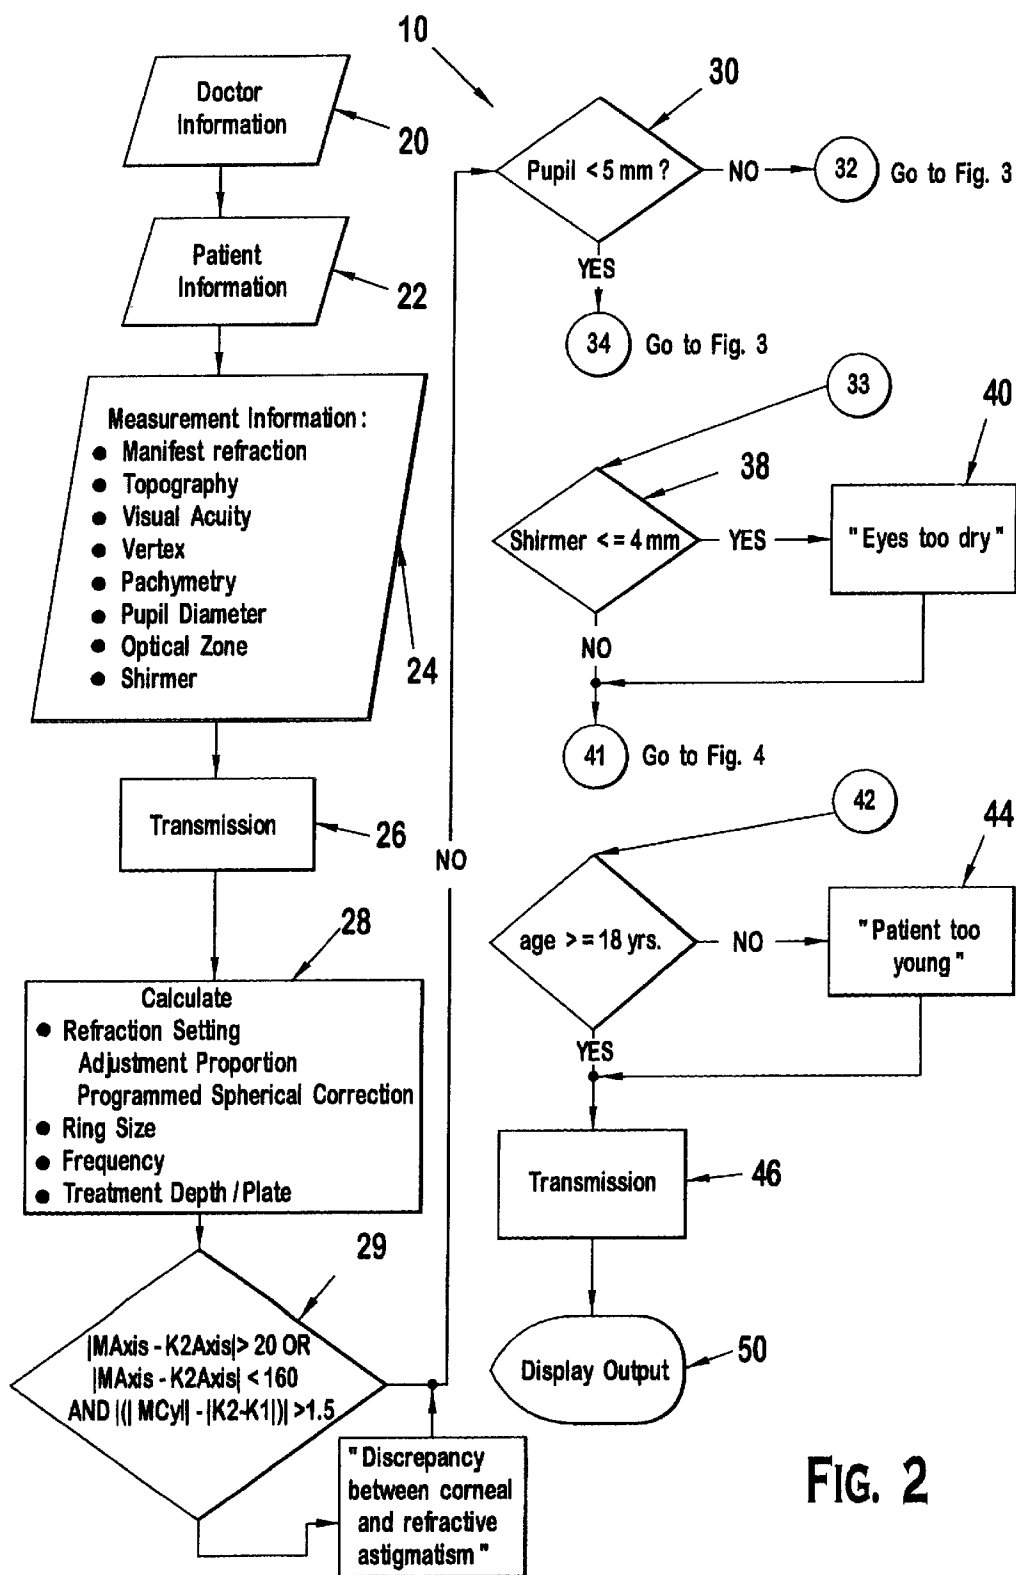 10
Doctor
Information
20
Patient
Information
22
Measurement Information :
● Manifest refraction
● Topography
● Visual Acuity
● Vertex
● Pachymetry
● Pupil Diameter
● Optical Zone
● Shirmer
24
Transmission
26
28
Calculate
● Refraction Setting
Adjustment Proportion
Programmed Spherical Correction
● Ring Size
● Frequency
● Treatment Depth / Plate
29
|MAxis - K2Axis| > 20 OR
|MAxis - K2Axis| < 160
AND |(| MCyl| - |K2-K1|)| >1.5
" Discrepancy
between corneal
and refractive
astigmatism "
NO
30
Pupil < 5 mm ?
NO
32
Go to Fig. 3
YES
34
Go to Fig. 3
33
38
40
Shirmer < = 4 mm
YES
" Eyes too dry "
NO
41
Go to Fig. 4
42
44
age > = 18 yrs.
NO
" Patient too
young "
YES
Transmission
46
Display Output
50
FIG. 2